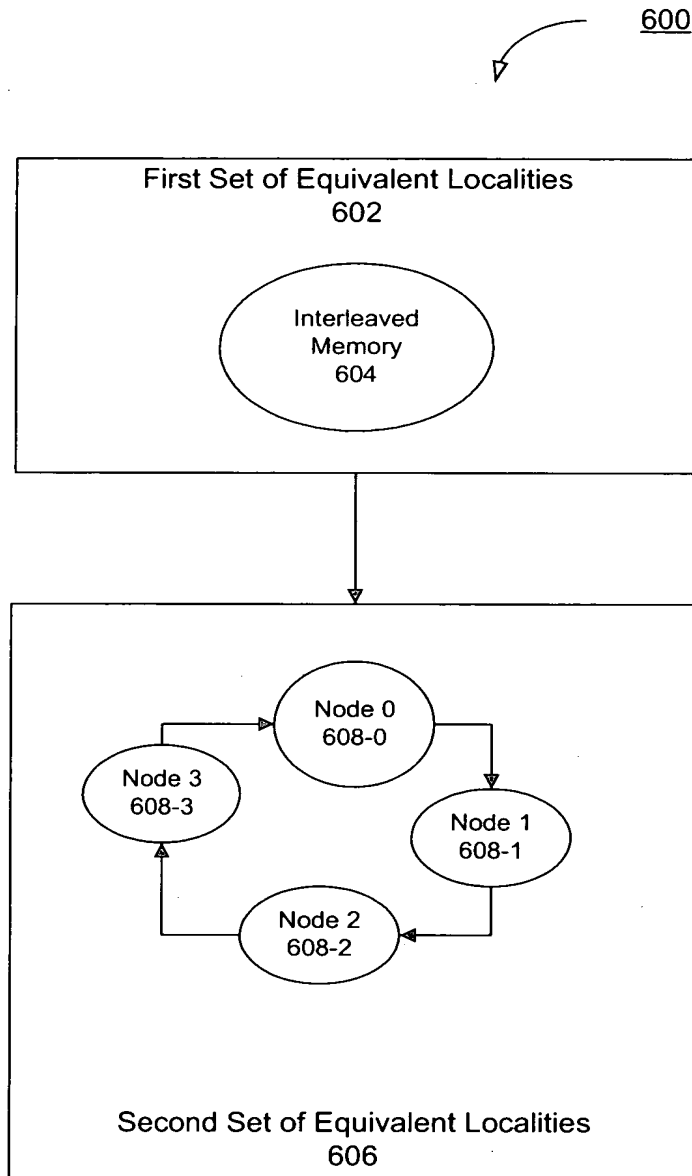 600
First Set of Equivalent Localities
602
Interleaved
Memory
604
Node 0
608-0
Node 3
608-3
Node 1
608-1
Node 2
608-2
Second Set of Equivalent Localities
606